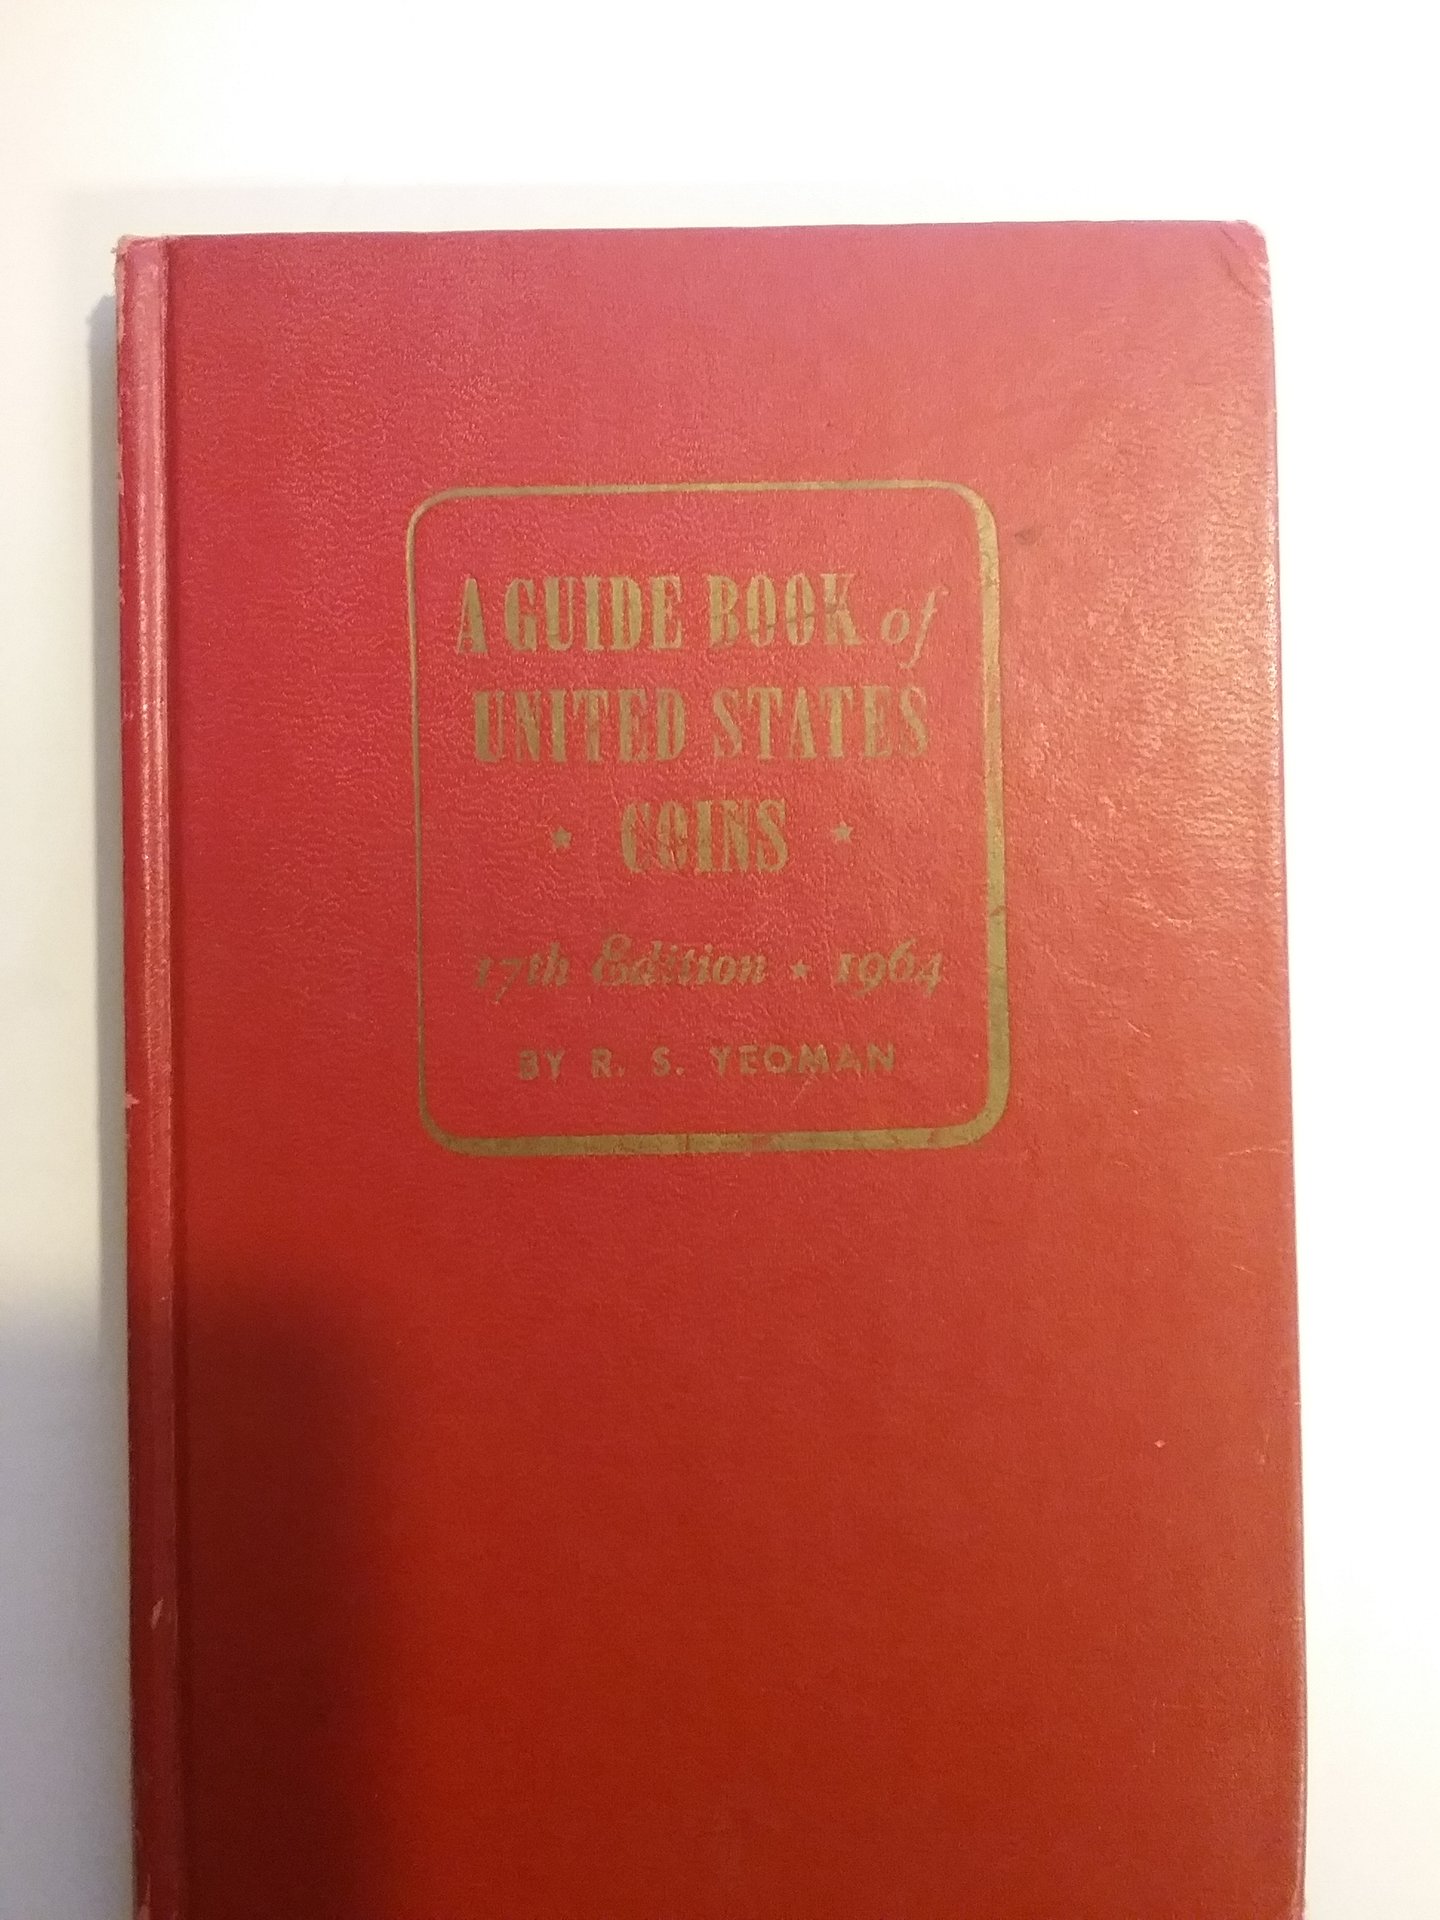 A GUIDE BOOK of
UNITED STATES
★ COINS ★
17th Edition ★ 1964
BY R. S. YEOMAN